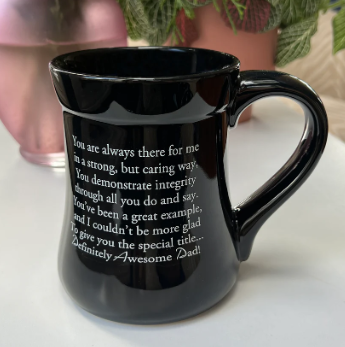 You are always there for me
in a strong, but caring way,
You demonstrate integrity
through all you do and say.
You've been a great example,
and I couldn't be more glad
To give you the special title...
Definitely Awesome Dad!